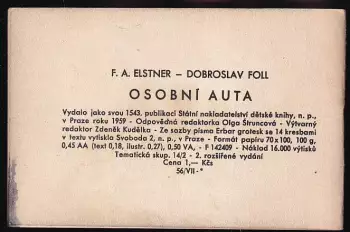 F. A. ELSTNER – DOBROSLAV FOLL
OSOBNÍ AUTA
Vydalo jako svou 1543. publikaci Státní nakladatelství dětské knihy, n. p.,
v Praze roku 1959 - Odpovědná redaktorka Olga Štruncová - Výtvarný
redaktor Zdeněk Kudělka - Ze sazby písma Erbar grotesk se 14 kresbami
v textu vytiskla Svoboda 2, n. p., v Praze - Formát papíru 70 x 100, 100 g,
0,45 AA (text 0,18, ilustr. 0,27), 0,50 VA, - F 142409 - Náklad 16.000 výtisků
Tematická skup. 14/2 - 2. rozšířené vydání
Cena 1,— Kčs
56/VII-*